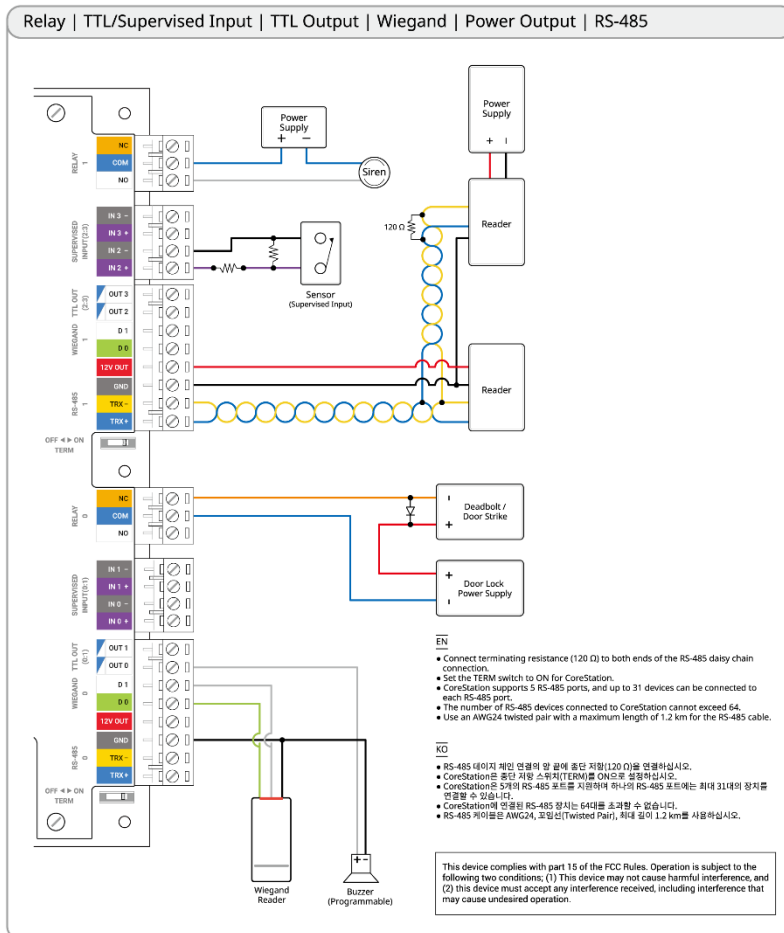 Relay | TTL/Supervised Input | TTL Output | Wiegand | Power Output | RS-485
Power
Supply
+ −
Siren
Power
Supply
+ −
RELAY
1
NC
COM
NO
SUPERVISED
INPUT(2:3)
IN 3 −
IN 3 +
IN 2 −
IN 2 +
120 Ω
Reader
Sensor
(Supervised Input)
TTL OUT
(2:3)
OUT 3
OUT 2
WIEGAND
1
D 1
D 0
12V OUT
GND
RS-485
1
TRX −
TRX +
Reader
OFF ◄ ► ON
TERM
RELAY
0
NC
COM
NO
Deadbolt /
Door Strike
−
+
Door Lock
Power Supply
+
−
SUPERVISED
INPUT(0:1)
IN 1 −
IN 1 +
IN 0 −
IN 0 +
TTL OUT
(0:1)
OUT 1
OUT 0
WIEGAND
0
D 1
D 0
12V OUT
GND
RS-485
0
TRX −
TRX +
OFF ◄ ► ON
TERM
Wiegand
Reader
+ −
Buzzer
(Programmable)
EN
• Connect terminating resistance (120 Ω) to both ends of the RS-485 daisy chain
connection.
• Set the TERM switch to ON for CoreStation.
• CoreStation supports 5 RS-485 ports, and up to 31 devices can be connected to
each RS-485 port.
• The number of RS-485 devices connected to CoreStation cannot exceed 64.
• Use an AWG24 twisted pair with a maximum length of 1.2 km for the RS-485 cable.
KO
• RS-485 데이지 체인 연결의 양 끝에 종단 저항(120 Ω)을 연결하십시오.
• CoreStation은 종단 저항 스위치(TERM)를 ON으로 설정하십시오.
• CoreStation은 5개의 RS-485 포트를 지원하며 하나의 RS-485 포트에는 최대 31대의 장치를
연결할 수 있습니다.
• CoreStation에 연결된 RS-485 장치는 64대를 초과할 수 없습니다.
• RS-485 케이블은 AWG24, 꼬임선(Twisted Pair), 최대 길이 1.2 km를 사용하십시오.
This device complies with part 15 of the FCC Rules. Operation is subject to the
following two conditions; (1) This device may not cause harmful interference, and
(2) this device must accept any interference received, including interference that
may cause undesired operation.